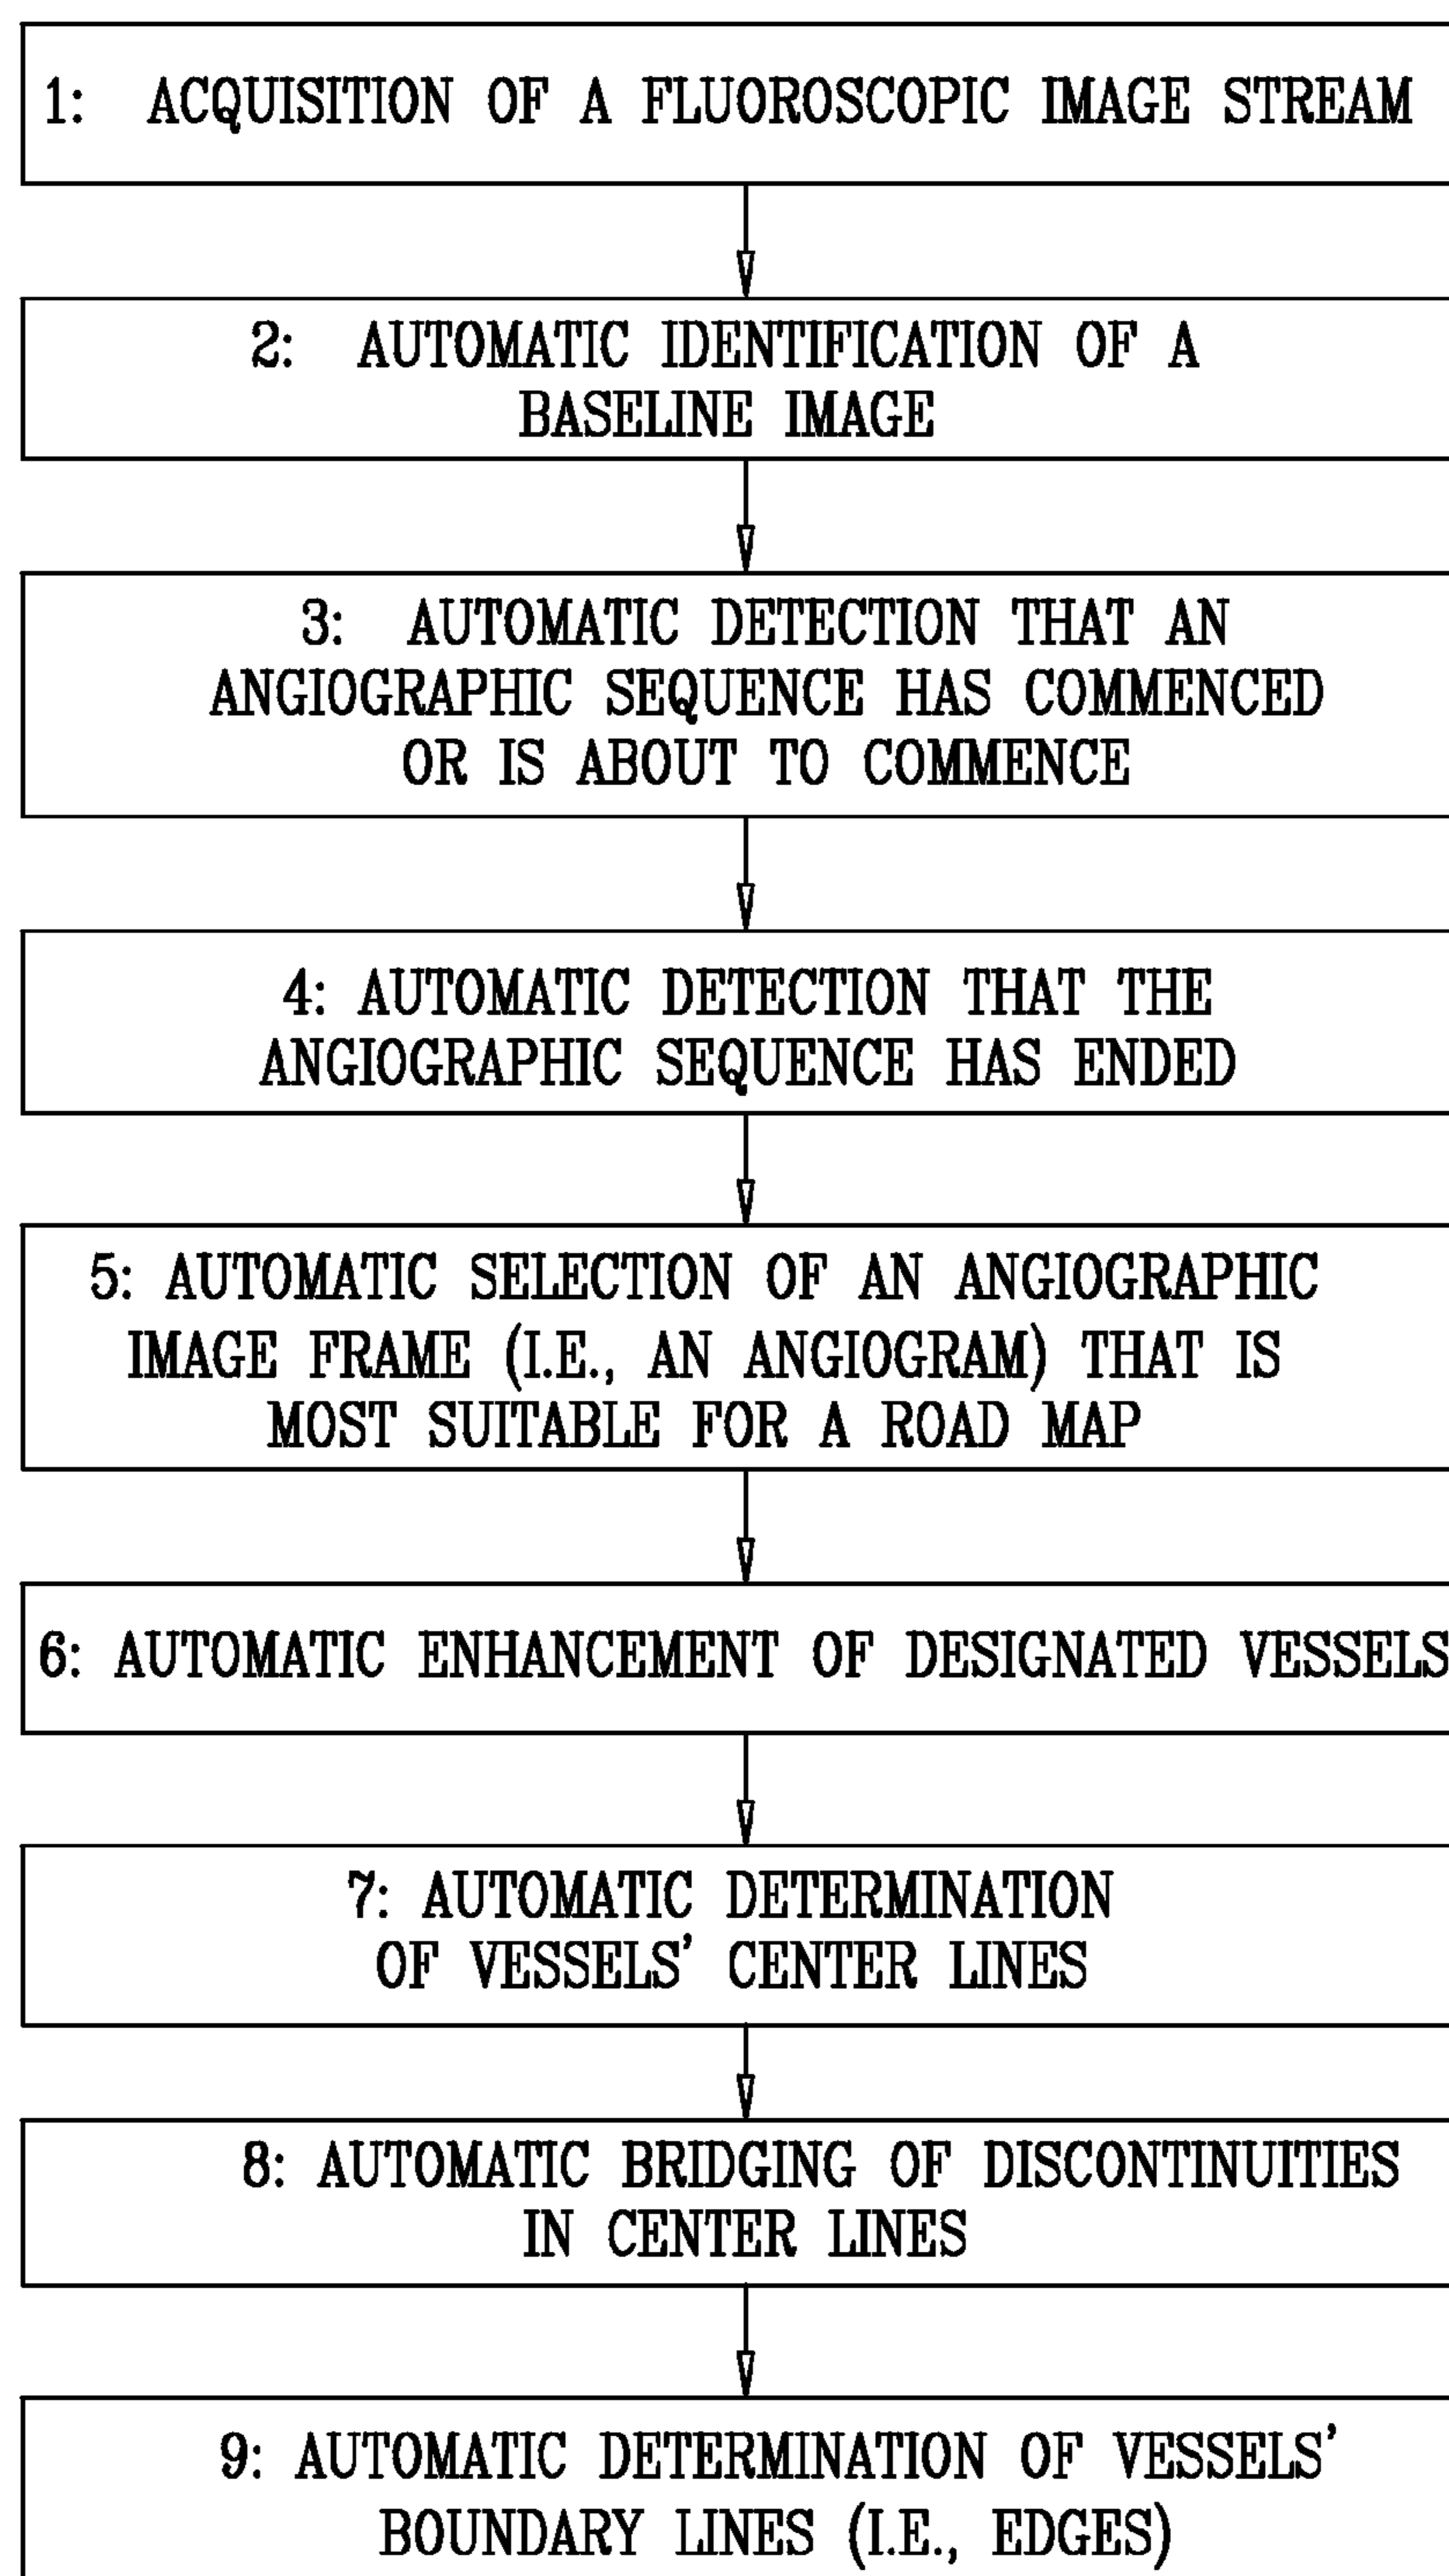 1: ACQUISITION OF A FLUOROSCOPIC IMAGE STREAM
2: AUTOMATIC IDENTIFICATION OF A
BASELINE IMAGE
3: AUTOMATIC DETECTION THAT AN
ANGIOGRAPHIC SEQUENCE HAS COMMENCED
OR IS ABOUT TO COMMENCE
4: AUTOMATIC DETECTION THAT THE
ANGIOGRAPHIC SEQUENCE HAS ENDED
5: AUTOMATIC SELECTION OF AN ANGIOGRAPHIC
IMAGE FRAME (I.E., AN ANGIOGRAM) THAT IS
MOST SUITABLE FOR A ROAD MAP
6: AUTOMATIC ENHANCEMENT OF DESIGNATED VESSELS
7: AUTOMATIC DETERMINATION
OF VESSELS' CENTER LINES
8: AUTOMATIC BRIDGING OF DISCONTINUITIES
IN CENTER LINES
9: AUTOMATIC DETERMINATION OF VESSELS'
BOUNDARY LINES (I.E., EDGES)